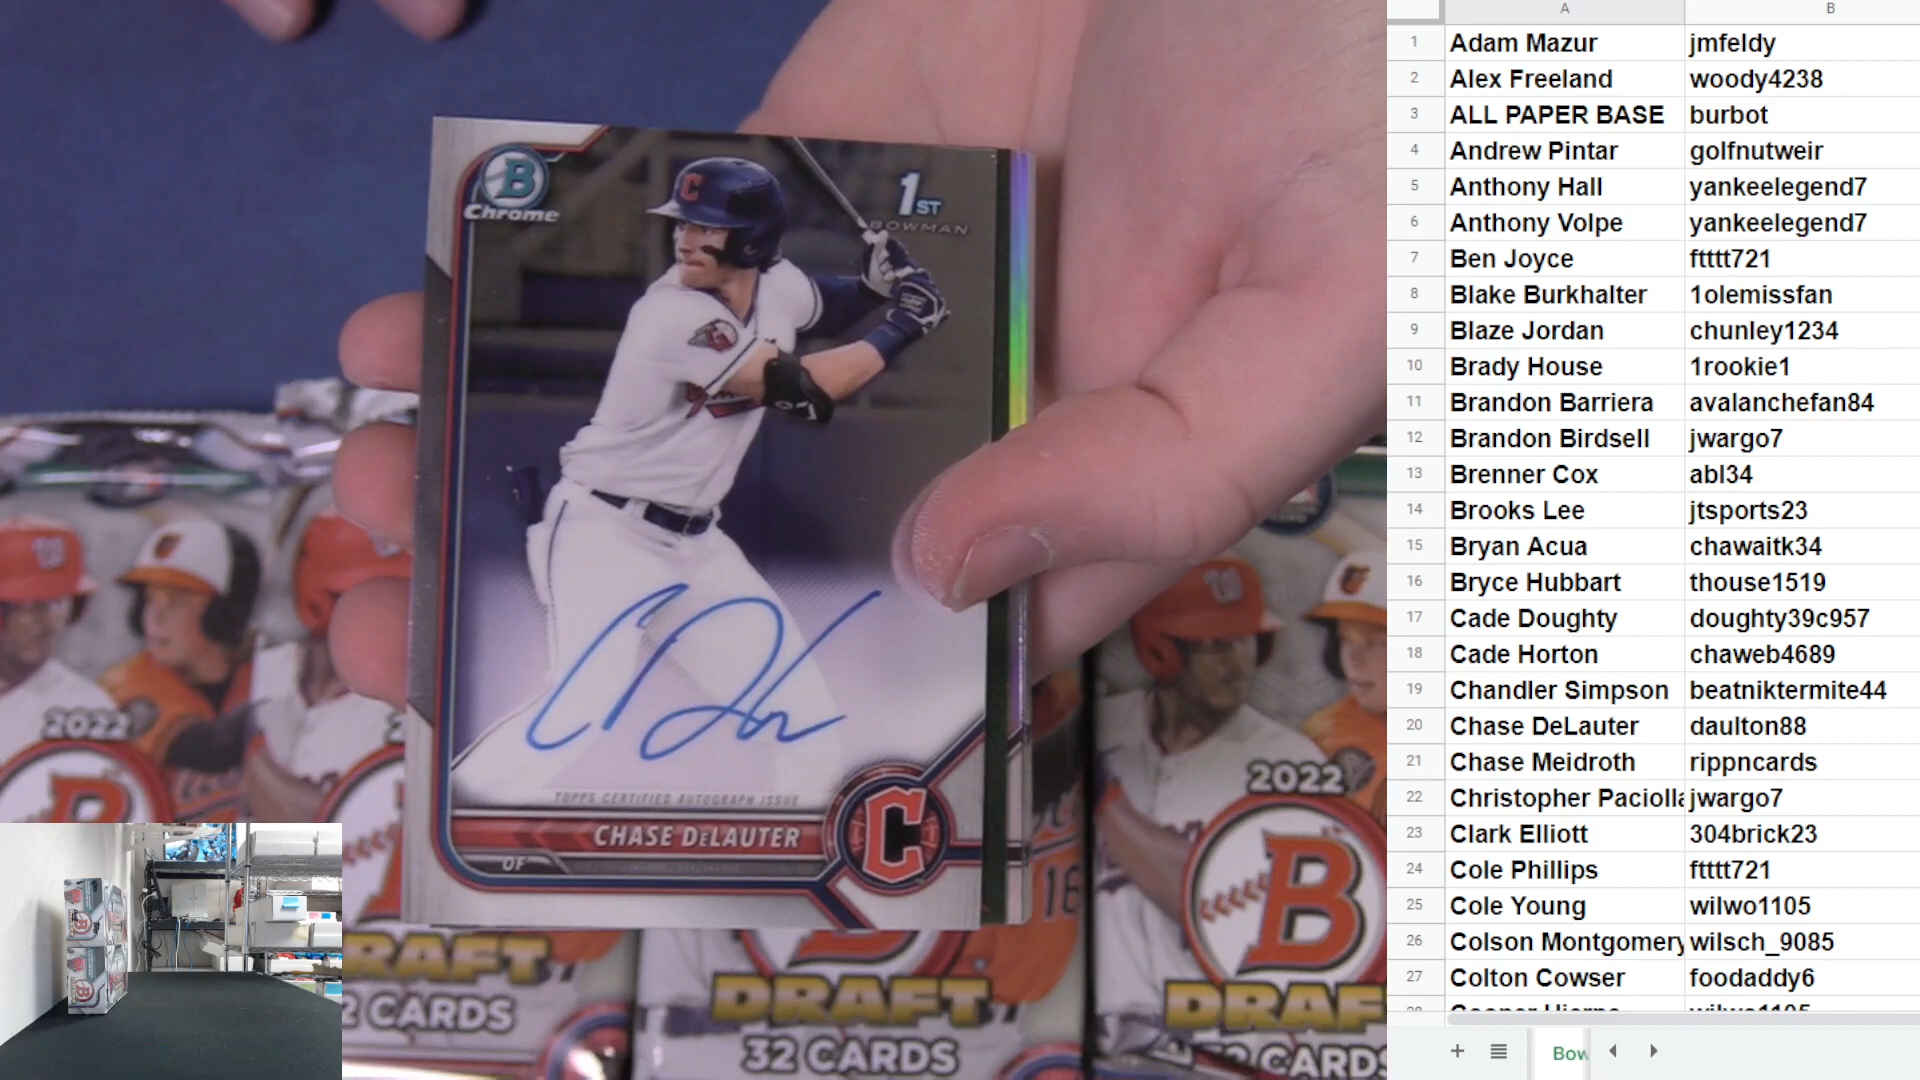 B
Chrome
1ST
BOWMAN
C
TOPPS CERTIFIED AUTOGRAPH ISSUE
CHASE DELAUTER
OF
C
2022
B
2022
B
DRAFT
32 CARDS
A B
1 Adam Mazur jmfeldy
2 Alex Freeland woody4238
3 ALL PAPER BASE burbot
4 Andrew Pintar golfnutweir
5 Anthony Hall yankeelegend7
6 Anthony Volpe yankeelegend7
7 Ben Joyce fttttt721
8 Blake Burkhalter 1olemissfan
9 Blaze Jordan chunley1234
10 Brady House 1rookie1
11 Brandon Barriera avalanchefan84
12 Brandon Birdsell jwargo7
13 Brenner Cox abl34
14 Brooks Lee jtsports23
15 Bryan Acua chawaitk34
16 Bryce Hubbart thouse1519
17 Cade Doughty doughty39c957
18 Cade Horton chaweb4689
19 Chandler Simpson beatniktermite44
20 Chase DeLauter daulton88
21 Chase Meidroth rippncards
22 Christopher Paciolla jwargo7
23 Clark Elliott 304brick23
24 Cole Phillips fttttt721
25 Cole Young wilwo1105
26 Colson Montgomery wilsch_9085
27 Colton Cowser foodaddy6
Bow